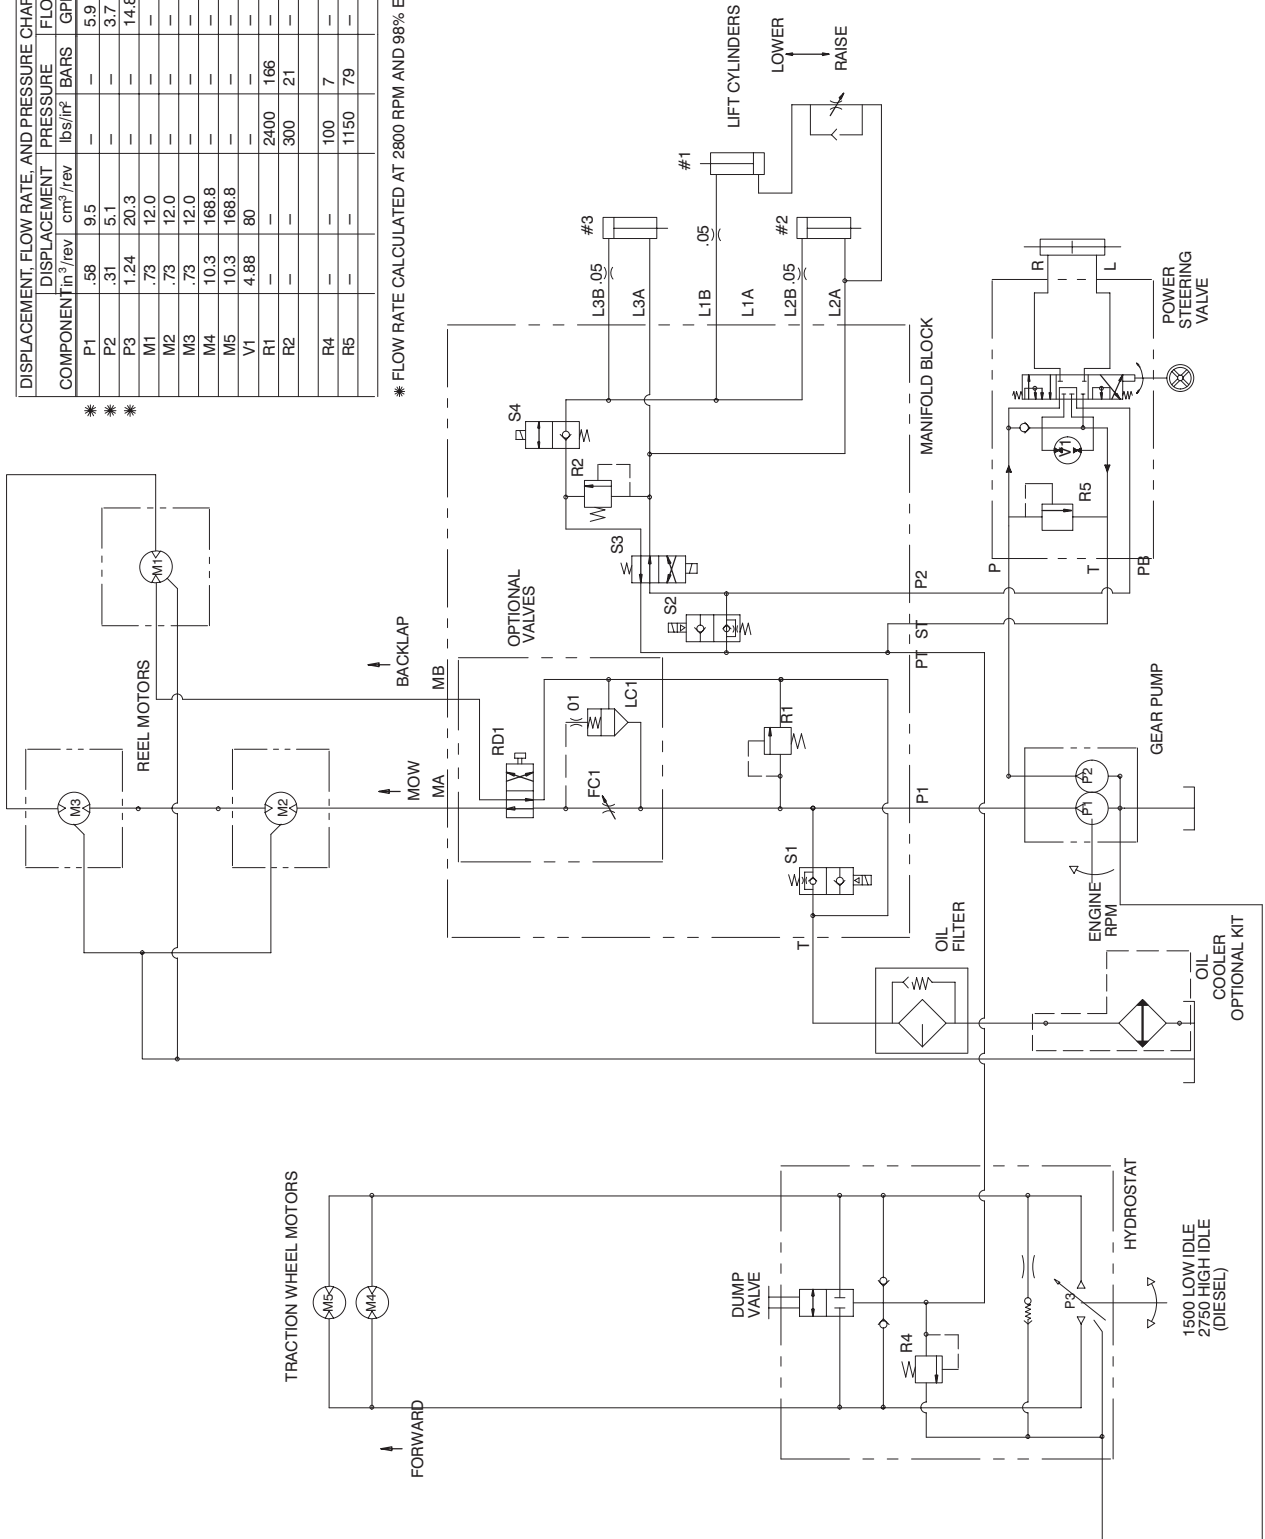 DISPLACEMENT, FLOW RATE, AND PRESSURE
DISPLACEMENT PRESSURE
COMPONENT in³/rev cm³/rev lbs/in² BARS
* P1 .58 9.5 – – 5.9
* P2 .31 5.1 – – 3.7
* P3 1.24 20.3 – –
M1 .73 12.0 – – –
M2 .73 12.0 – – –
M3 .73 12.0 – – –
M4 10.3 168.8 – – –
M5 10.3 168.8 – – –
V1 4.88 80 – – –
R1 – – 2400 166 –
R2 – – 300 21 –
R4 – – 100 7 –
R5 – – 1150 79 –
* FLOW RATE CALCULATED AT 2800 RPM AND 98%
LIFT CYLINDERS
LOWER
RAISE
#1
#2
#3
L3B .05
L3A
L1B
.05
L1A
L2B .05
L2A
R
L
POWER
STEERING
VALVE
V1
R5
P
T
PB
MANIFOLD BLOCK
S4
R2
S3
S2
P2
ST
PT
OPTIONAL
VALVES
RD1
01
LC1
FC1
R1
P1
S1
T
MB
BACKLAP
MA
MOW
REEL MOTORS
M1
M2
M3
GEAR PUMP
P1
P2
ENGINE
RPM
OIL
FILTER
OIL
COOLER
OPTIONAL KIT
TRACTION WHEEL MOTORS
M5
M4
FORWARD
DUMP
VALVE
R4
P3
HYDROSTAT
1500 LOW IDLE
2750 HIGH IDLE
(DIESEL)